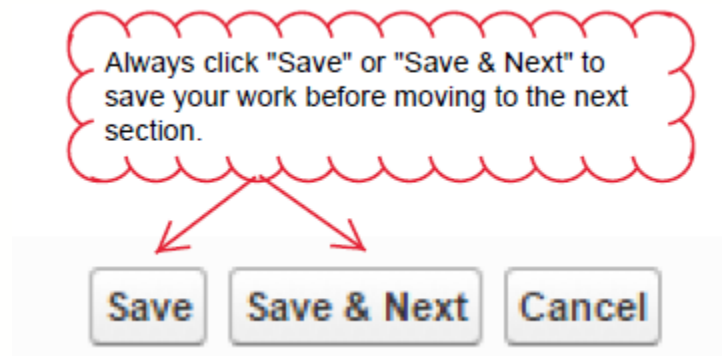 Always click "Save" or "Save & Next" to
save your work before moving to the next
section.
Save Save & Next Cancel